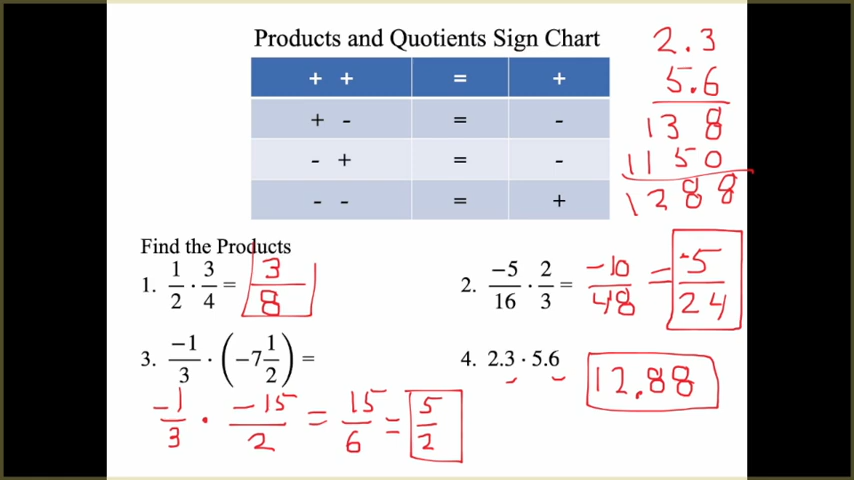 Products and Quotients Sign Chart
+ + = +
+ - = -
- + = -
- - = +
2.3
5.6
138
1150
1288
Find the Products
1. 1/2 · 3/4 = 3/8
2. -5/16 · 2/3 = -10/48 = -5/24
3. -1/3 · (-7 1/2) =
-1/3 · -15/2 = 15/6 = 5/2
4. 2.3 · 5.6 12.88